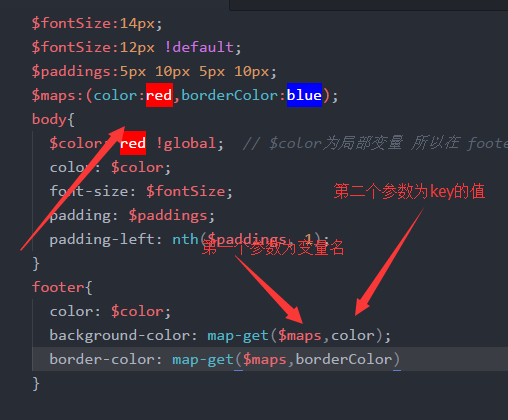 $fontSize:14px
$fontSize:12px !default;
$paddings:5px 10px 5px 10px;
$maps:(color:red,borderColor:blue);
body{
$color: red !global; // $color为局部变量 所以在 foote
color: $color;
font-size: $fontSize;
第二个参数为key的值
padding: $paddings;
padding-left: nth($paddings, 1);
第一个参数为变量名
}
footer{
color: $color;
background-color: map-get($maps,color);
border-color: map-get($maps,borderColor)
}